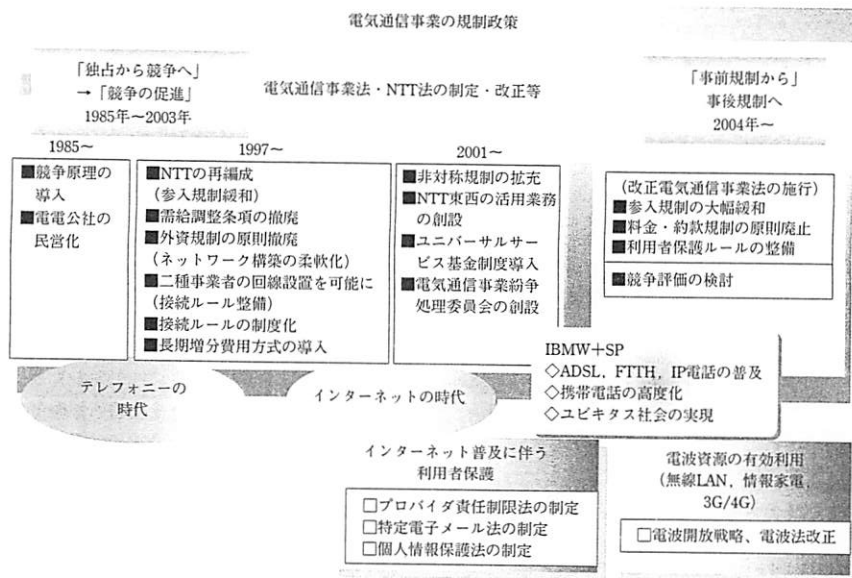 電気通信事業の規制政策
「独占から競争へ」
→「競争の促進」
1985年～2003年
電気通信事業法・NTT法の制定・改正等
「事前規制から」
事後規制へ
2004年～
1985～
■競争原理の
導入
■電電公社の
民営化
1997～
■NTTの再編成
(参入規制緩和)
■需給調整条項の撤廃
■外資規制の原則撤廃
(ネットワーク構築の柔軟化)
■二種事業者の回線設置を可能に
(接続ルール整備)
■接続ルールの制度化
■長期増分費用方式の導入
2001～
■非対称規制の拡充
■NTT東西の活用業務
の創設
■ユニバーサルサー
ビス基金制度導入
■電気通信事業紛争
処理委員会の創設
(改正電気通信事業法の施行)
■参入規制の大幅緩和
■料金・約款規制の原則廃止
■利用者保護ルールの整備
■競争評価の検討
IBMW+SP
◇ADSL，FTTH，IP電話の普及
◇携帯電話の高度化
◇ユビキタス社会の実現
テレフォニーの
時代
インターネットの時代
インターネット普及に伴う
利用者保護
□プロバイダ責任制限法の制定
□特定電子メール法の制定
□個人情報保護法の制定
電波資源の有効利用
(無線LAN，情報家電，
3G/4G)
□電波開放戦略、電波法改正